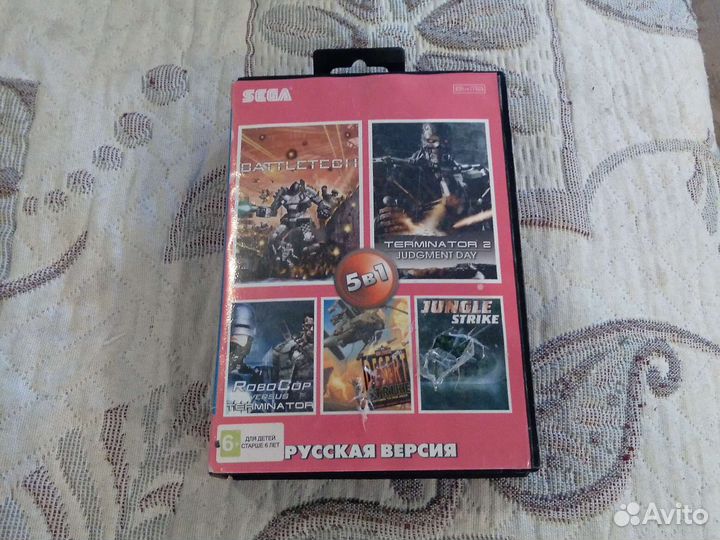 SEGA
BATTLETECH
TERMINATOR 2
JUDGMENT DAY
5в1
ROBOCOP
VERSUS
TERMINATOR
DESERT
JUNGLE
STRIKE
6+
ДЛЯ ДЕТЕЙ
СТАРШЕ 6 ЛЕТ
РУССКАЯ ВЕРСИЯ
Avito